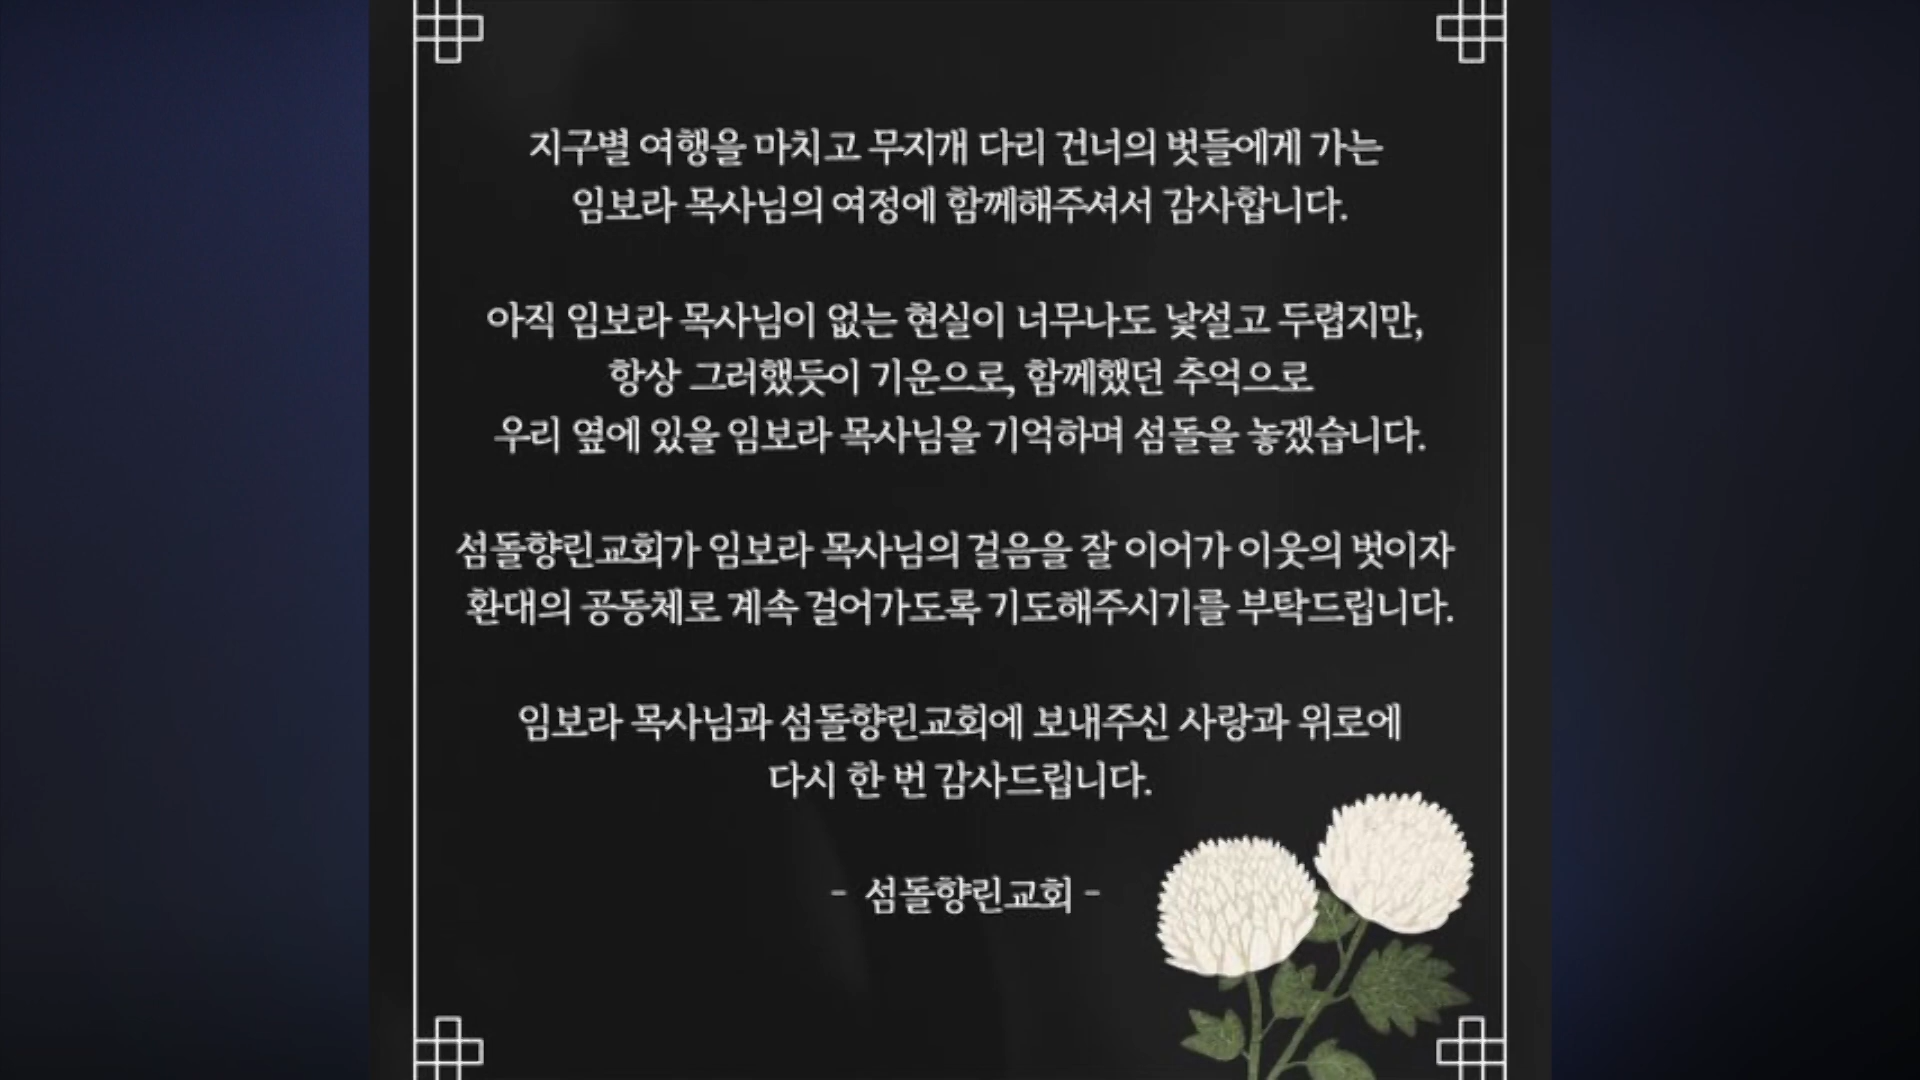 지구별 여행을 마치고 무지개 다리 건너의 벗들에게 가는
임보라 목사님의 여정에 함께해주셔서 감사합니다.
아직 임보라 목사님이 없는 현실이 너무나도 낯설고 두렵지만,
항상 그러했듯이 기운으로, 함께했던 추억으로
우리 옆에 있을 임보라 목사님을 기억하며 섬돌을 놓겠습니다.
섬돌향린교회가 임보라 목사님의 걸음을 잘 이어가 이웃의 벗이자
환대의 공동체로 계속 걸어가도록 기도해주시기를 부탁드립니다.
임보라 목사님과 섬돌향린교회에 보내주신 사랑과 위로에
다시 한 번 감사드립니다.
- 섬돌향린교회 -